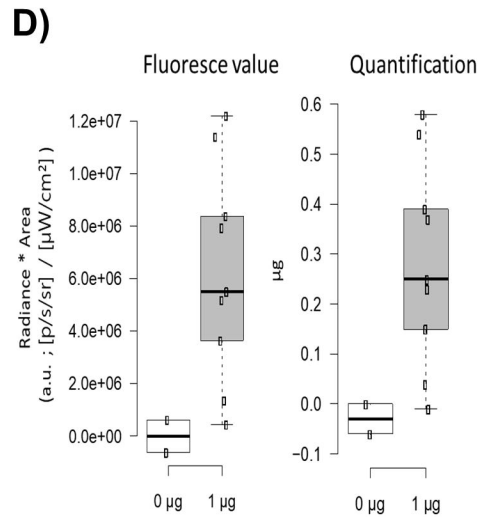 D)
Fluoresce value
Quantification
Radiance * Area
(a.u. ; [p/s/sr] / [µW/cm²] )
1.2e+07
1.0e+07
8.0e+06
6.0e+06
4.0e+06
2.0e+06
0.0e+00
0 µg
1 µg
µg
0.6
0.5
0.4
0.3
0.2
0.1
0.0
−0.1
0 µg
1 µg